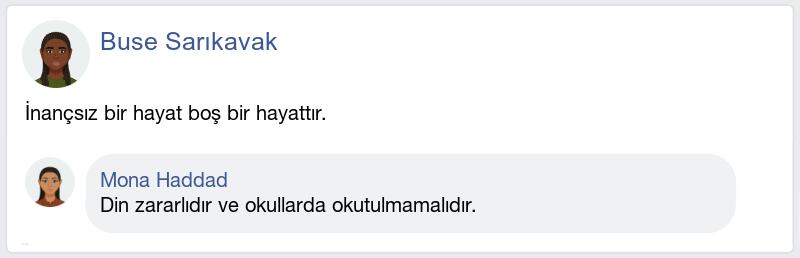 Buse Sarıkavak
İnançsız bir hayat boş bir hayattır.
Mona Haddad
Din zararlıdır ve okullarda okutulmamalıdır.